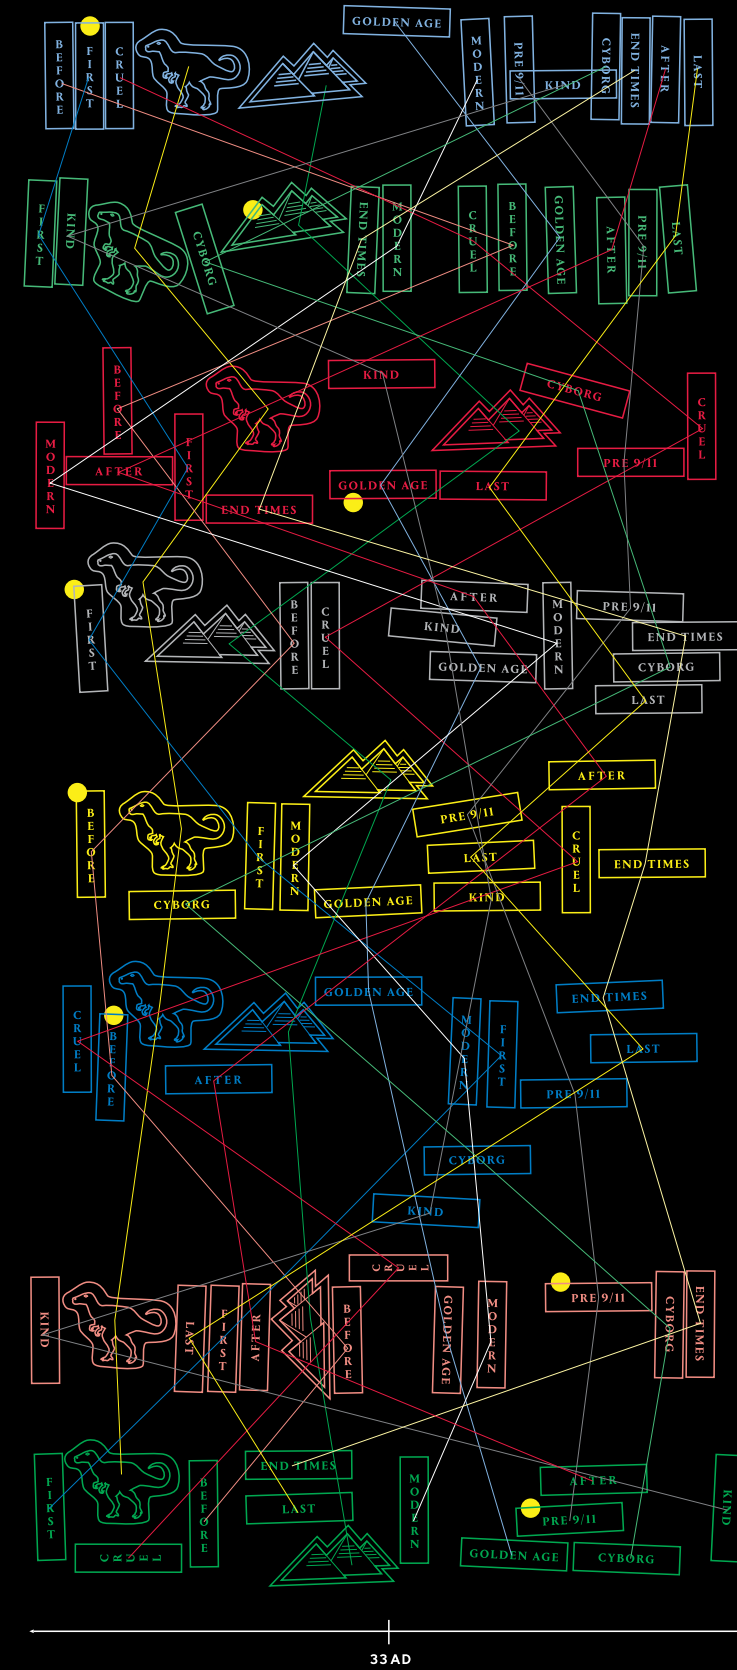 GOLDEN AGE
BEFORE
FIRST
CRUEL
MODERN
PRE 9/11
KIND
CYBORG
END TIMES
AFTER
LAST
FIRST
KIND
CYBORG
END TIMES
MODERN
CRUEL
BEFORE
GOLDEN AGE
AFTER
PRE 9/11
LAST
BEFORE
KIND
CYBORG
CRUEL
MODERN
AFTER
FIRST
PRE 9/11
GOLDEN AGE
LAST
END TIMES
FIRST
BEFORE
CRUEL
AFTER
MODERN
PRE 9/11
KIND
END TIMES
GOLDEN AGE
CYBORG
LAST
AFTER
BEFORE
FIRST
MODERN
PRE 9/11
LAST
CRUEL
END TIMES
CYBORG
GOLDEN AGE
KIND
GOLDEN AGE
END TIMES
CRUEL
BEFORE
MODERN
FIRST
LAST
AFTER
PRE 9/11
CYBORG
KIND
CRUEL
KIND
LAST
FIRST
AFTER
BEFORE
GOLDEN AGE
MODERN
PRE 9/11
CYBORG
END TIMES
FIRST
BEFORE
END TIMES
LAST
MODERN
AFTER
PRE 9/11
KIND
CRUEL
GOLDEN AGE
CYBORG
33 AD